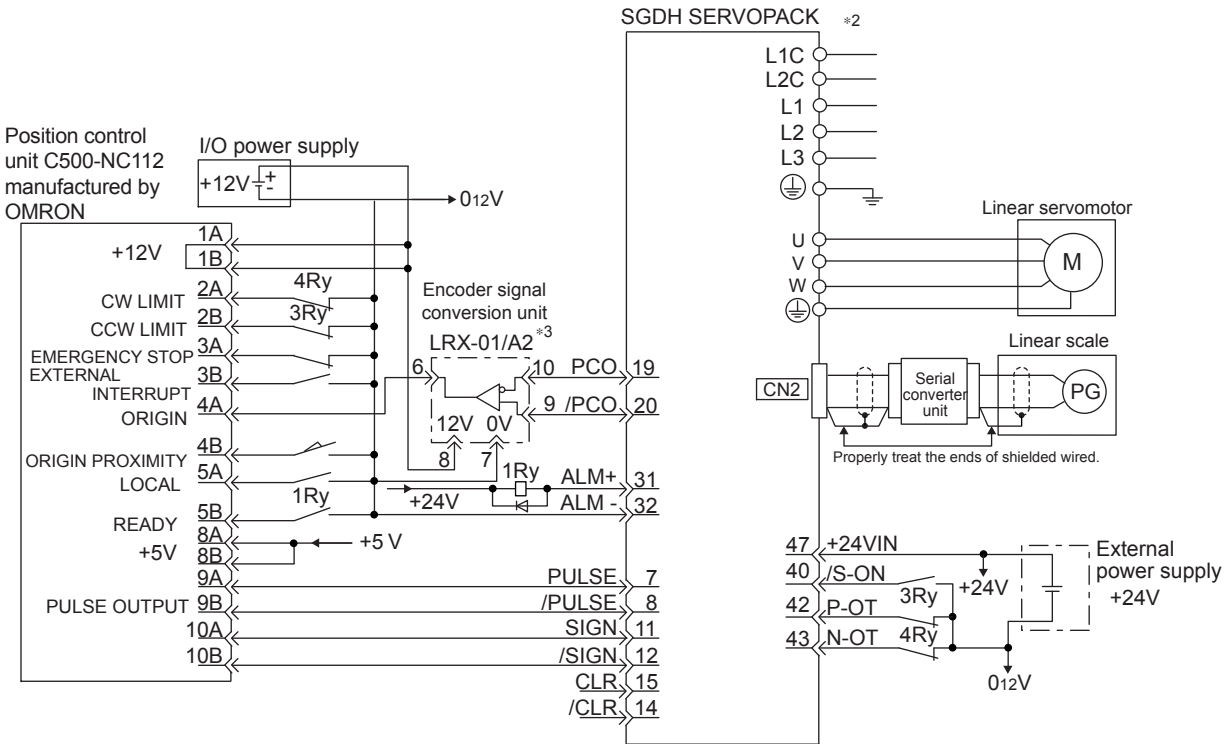 SGDH SERVOPACK *2
L1C
L2C
L1
L2
L3
Position control
unit C500-NC112
manufactured by
OMRON
I/O power supply
+12V
+
-
012V
+12V
1A
1B
CW LIMIT
2A
4Ry
CCW LIMIT
2B
3Ry
EMERGENCY STOP
3A
EXTERNAL
INTERRUPT
3B
ORIGIN
4A
ORIGIN PROXIMITY
4B
LOCAL
5A
READY
5B
1Ry
+5V
8A
8B
+5 V
PULSE OUTPUT
9A
9B
10A
10B
Encoder signal
conversion unit
*3
LRX-01/A2
6
10
9
12V 0V
8 7
PCO 19
/PCO 20
1Ry
+24V
ALM+ 31
ALM - 32
PULSE 7
/PULSE 8
SIGN 11
/SIGN 12
CLR 15
/CLR 14
Linear servomotor
U
V
W
M
Linear scale
CN2
Serial
converter
unit
PG
Properly treat the ends of shielded wired.
47 +24VIN
40 /S-ON
3Ry
+24V
42 P-OT
43 N-OT
4Ry
012V
External
power supply
+24V